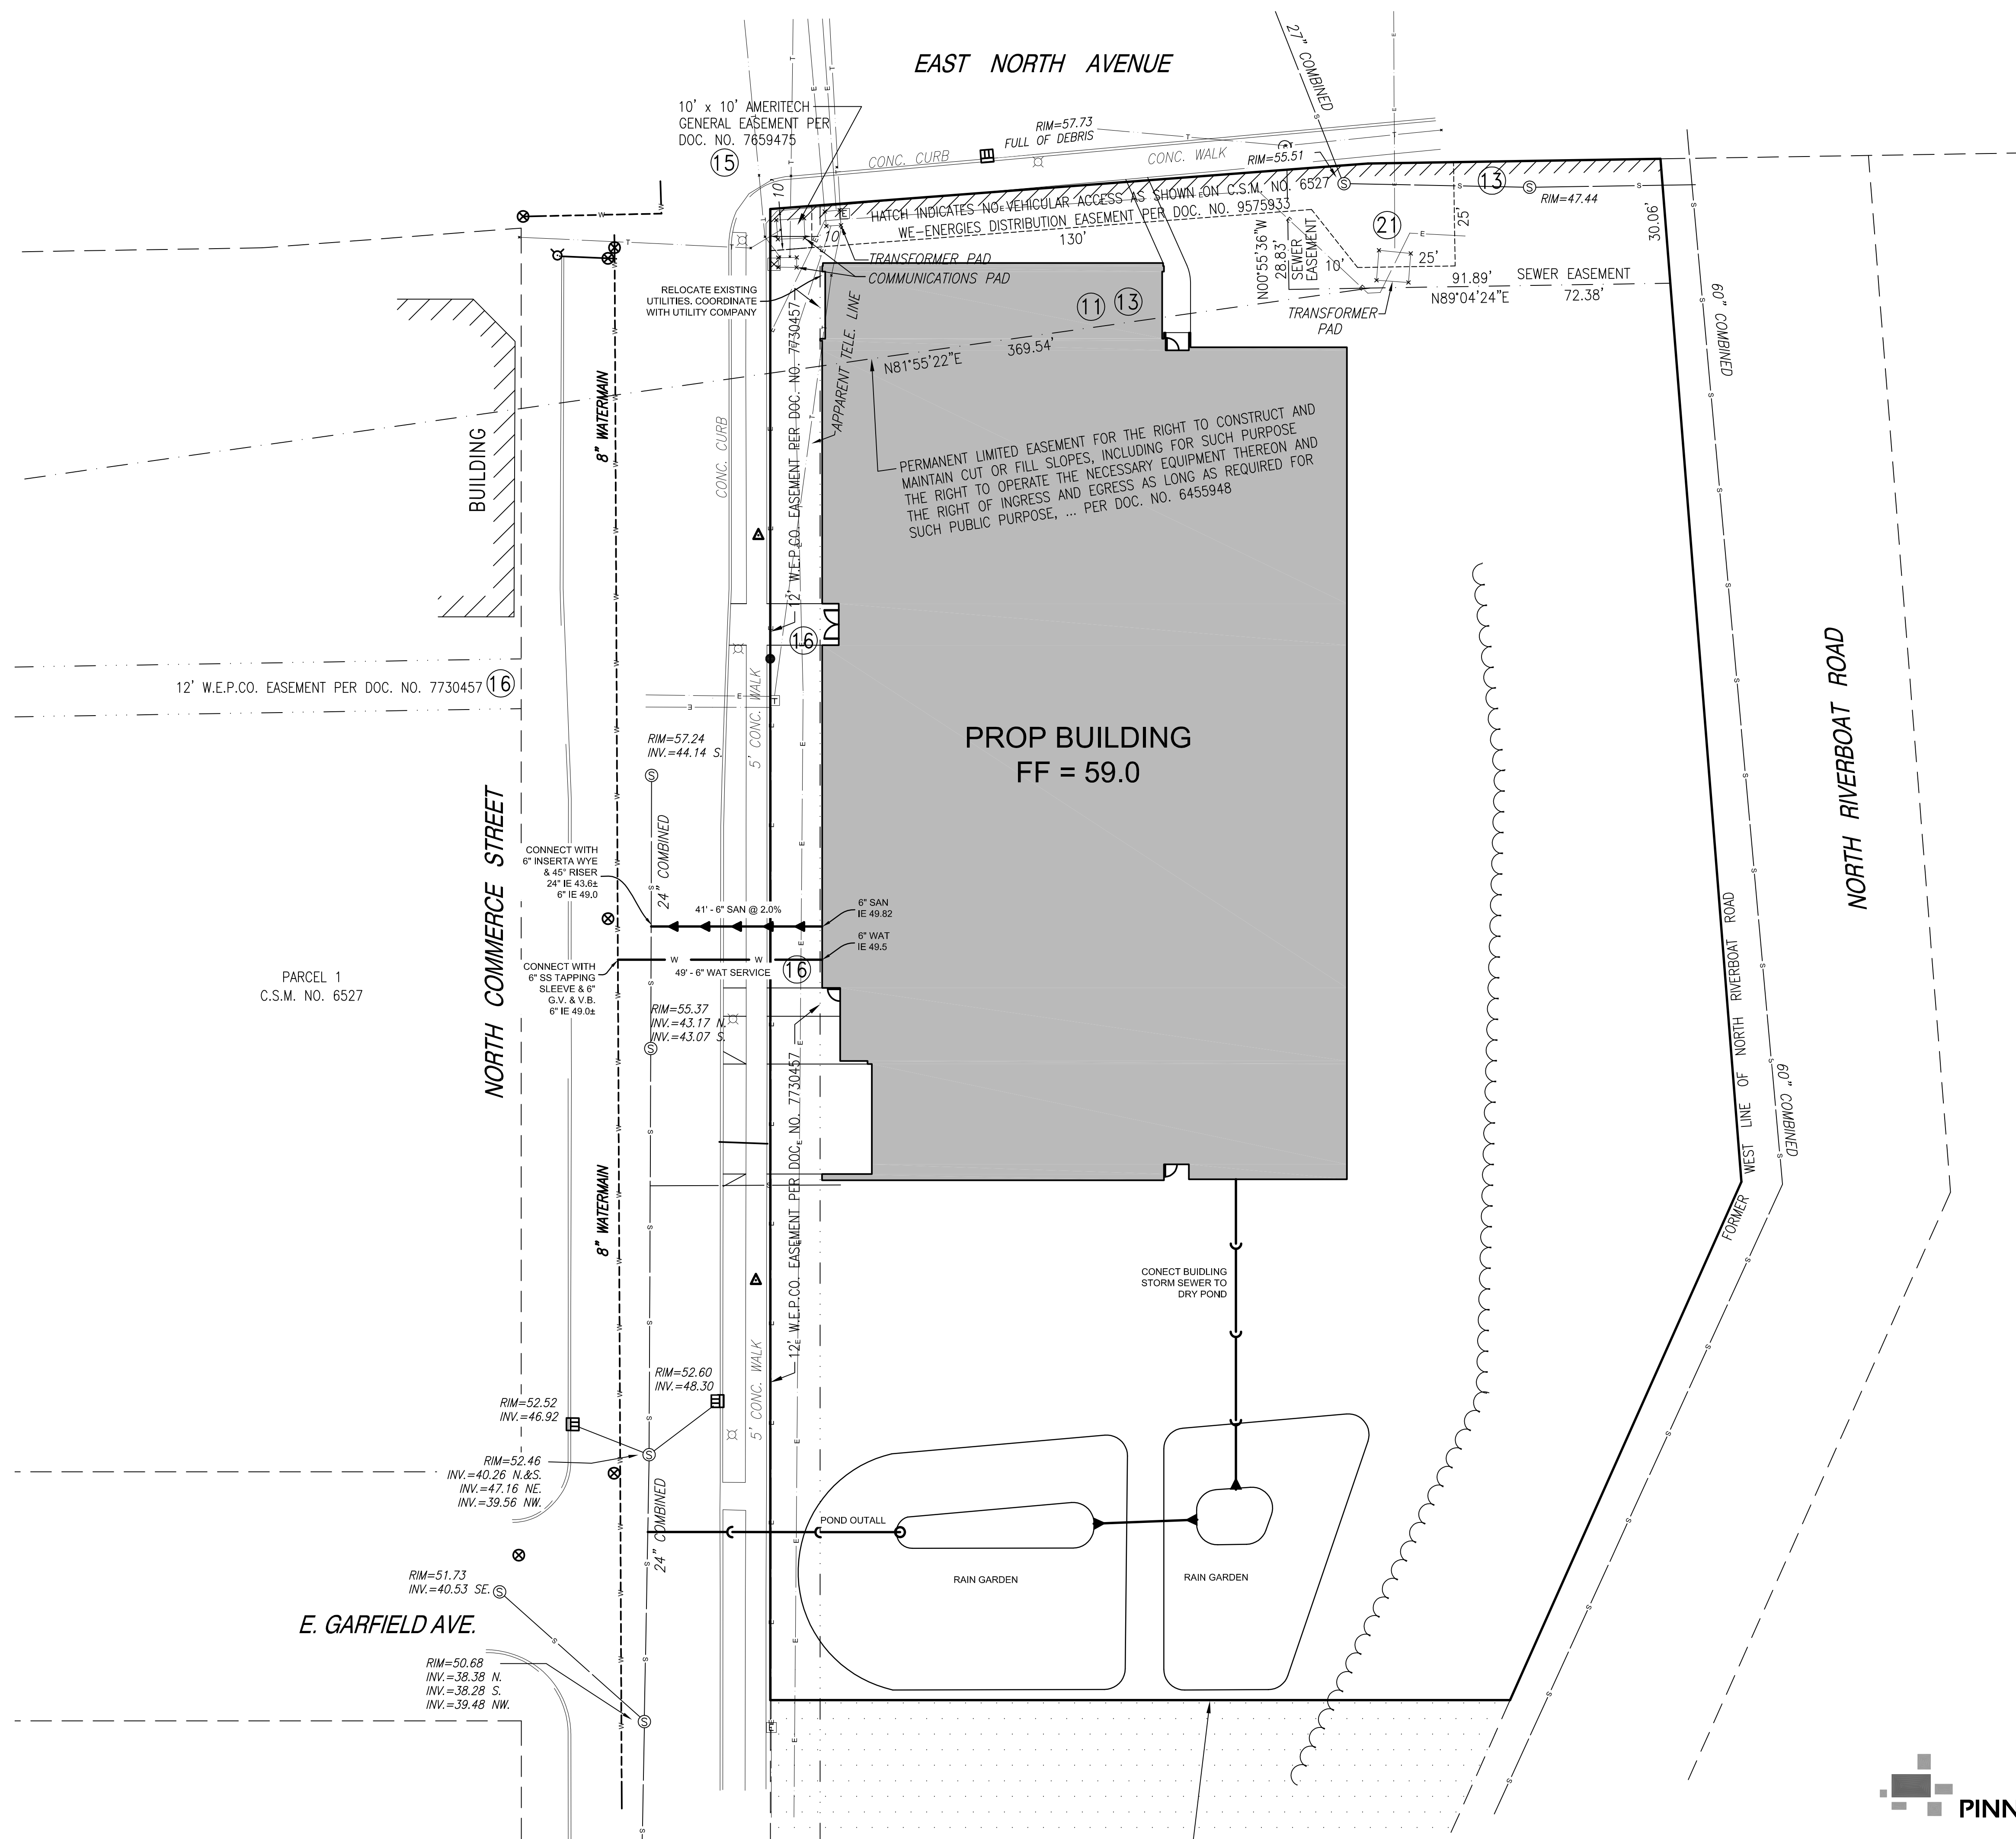 EAST NORTH AVENUE
27" COMBINED
10' x 10' AMERITECH
GENERAL EASEMENT PER
DOC. NO. 7659475
15
RIM=57.73
FULL OF DEBRIS
CONC. CURB
CONC. WALK
RIM=55.51
13
RIM=47.44
10'
10'
HATCH INDICATES NO VEHICULAR ACCESS AS SHOWN ON C.S.M. NO. 6527
WE-ENERGIES DISTRIBUTION EASEMENT PER DOC. NO. 9575933
130'
21
25'
30.06'
N00°55'36"W
28.83'
SEWER
EASEMENT
10'
25'
91.89'
SEWER EASEMENT
N89°04'24"E
72.38'
TRANSFORMER PAD
COMMUNICATIONS PAD
TRANSFORMER
PAD
RELOCATE EXISTING
UTILITIES. COORDINATE
WITH UTILITY COMPANY
11
13
N81°55'22"E
369.54'
APPARENT TELE. LINE
12' W.E.P.CO. EASEMENT PER DOC. NO. 7730457
PERMANENT LIMITED EASEMENT FOR THE RIGHT TO CONSTRUCT AND
MAINTAIN CUT OR FILL SLOPES, INCLUDING FOR SUCH PURPOSE
THE RIGHT TO OPERATE THE NECESSARY EQUIPMENT THEREON AND
THE RIGHT OF INGRESS AND EGRESS AS LONG AS REQUIRED FOR
SUCH PUBLIC PURPOSE, ... PER DOC. NO. 6455948
BUILDING
8" WATERMAIN
CONC. CURB
60" COMBINED
16
12' W.E.P.CO. EASEMENT PER DOC. NO. 7730457
16
5' CONC. WALK
RIM=57.24
INV.=44.14 S.
PROP BUILDING
FF = 59.0
NORTH RIVERBOAT ROAD
NORTH COMMERCE STREET
CONNECT WITH
6" INSERTA WYE
& 45° RISER
24" IE 43.6±
6" IE 49.0
24" COMBINED
41' - 6" SAN @ 2.0%
6" SAN
IE 49.82
6" WAT
IE 49.5
49' - 6" WAT SERVICE
16
CONNECT WITH
6" SS TAPPING
SLEEVE & 6"
G.V. & V.B.
6" IE 49.0±
PARCEL 1
C.S.M. NO. 6527
RIM=55.37
INV.=43.17 N.
INV.=43.07 S.
12' W.E.P.CO. EASEMENT PER DOC. NO. 7730457
FORMER WEST LINE OF NORTH RIVERBOAT ROAD
60" COMBINED
8" WATERMAIN
CONECT BUIDLING
STORM SEWER TO
DRY POND
5' CONC. WALK
RIM=52.60
INV.=48.30
RIM=52.52
INV.=46.92
RIM=52.46
INV.=40.26 N.&S.
INV.=47.16 NE.
INV.=39.56 NW.
24" COMBINED
POND OUTALL
RAIN GARDEN
RAIN GARDEN
RIM=51.73
INV.=40.53 SE.
E. GARFIELD AVE.
RIM=50.68
INV.=38.38 N.
INV.=38.28 S.
INV.=39.48 NW.
PINN